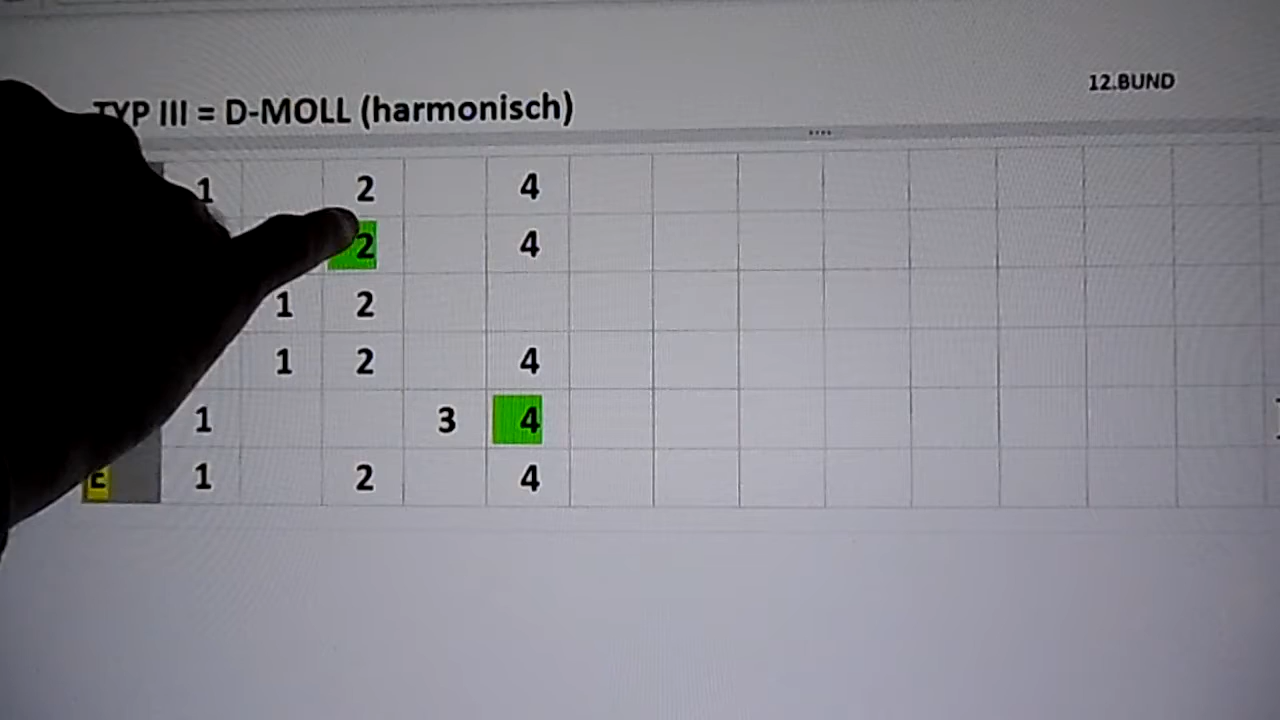 12.BUND
TYP III = D-MOLL (harmonisch)
1 2 4
2 4
1 2
1 2 4
1 3 4
E 1 2 4